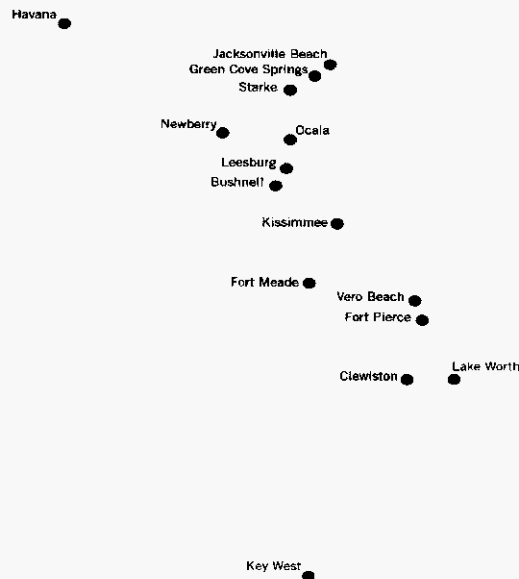 Havana
Jacksonville Beach
Green Cove Springs
Starke
Newberry
Ocala
Leesburg
Bushnell
Kissimmee
Fort Meade
Vero Beach
Fort Pierce
Clewiston
Lake Worth
Key West